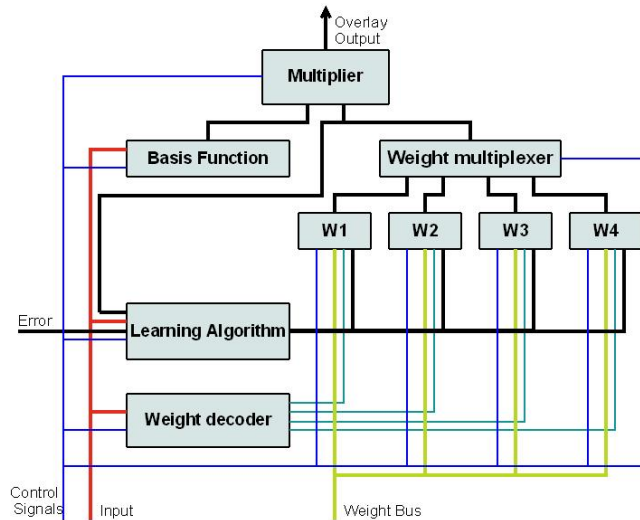 Overlay
Output
Multiplier
Basis Function
Weight multiplexer
W1
W2
W3
W4
Error
Learning Algorithm
Weight decoder
Control
Signals
Input
Weight Bus